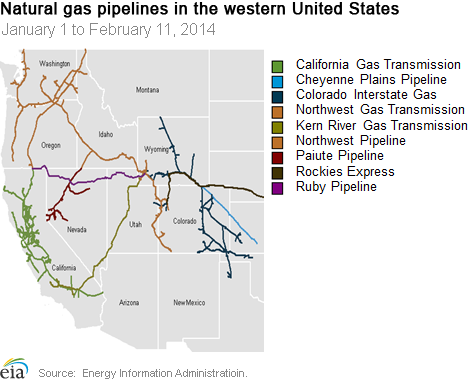 Natural gas pipelines in the western United States
January 1 to February 11, 2014
Washington
Montana
Oregon
Idaho
Wyoming
Nevada
Utah
Colorado
California
Arizona
New Mexico
California Gas Transmission
Cheyenne Plains Pipeline
Colorado Interstate Gas
Northwest Gas Transmission
Kern River Gas Transmission
Northwest Pipeline
Paiute Pipeline
Rockies Express
Ruby Pipeline
eia Source: Energy Information Administratioin.